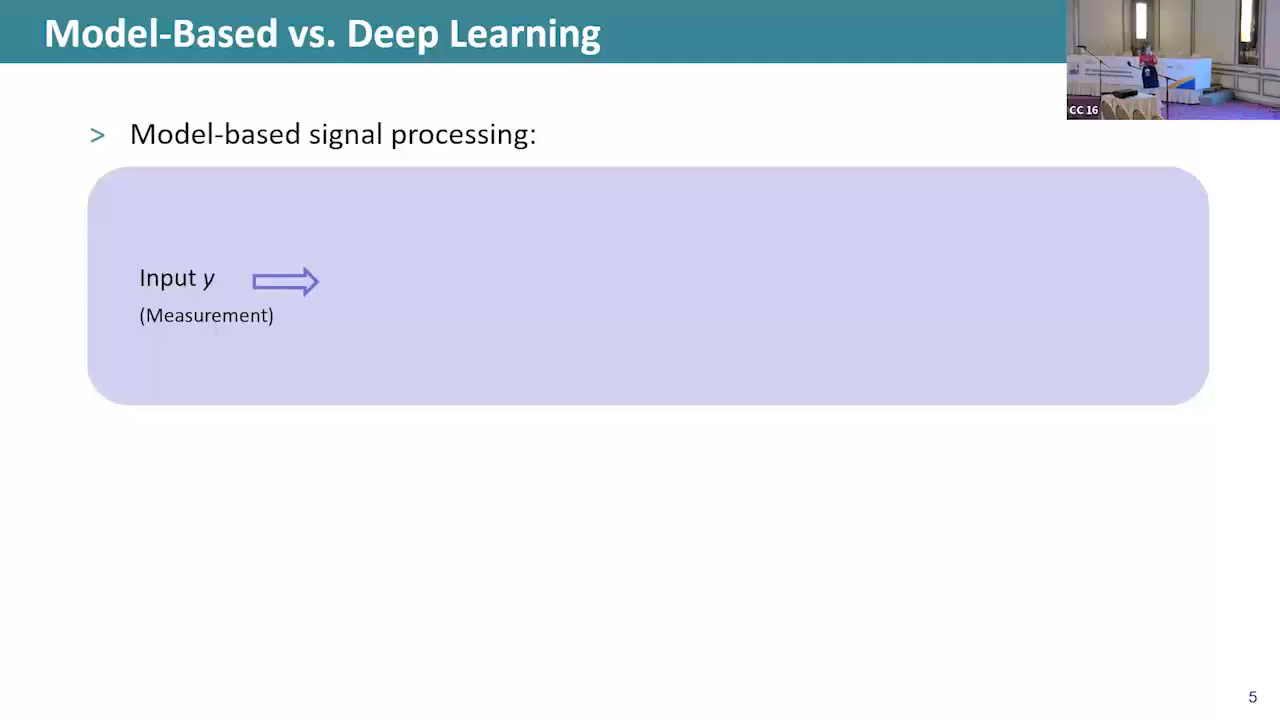 Model-Based vs. Deep Learning
CC 16
> Model-based signal processing:
Input y
(Measurement)
5